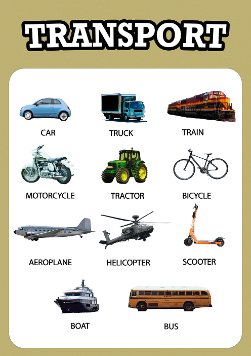 TRANSPORT
CAR
TRUCK
TRAIN
MOTORCYCLE
TRACTOR
BICYCLE
AEROPLANE
HELICOPTER
SCOOTER
BOAT
BUS